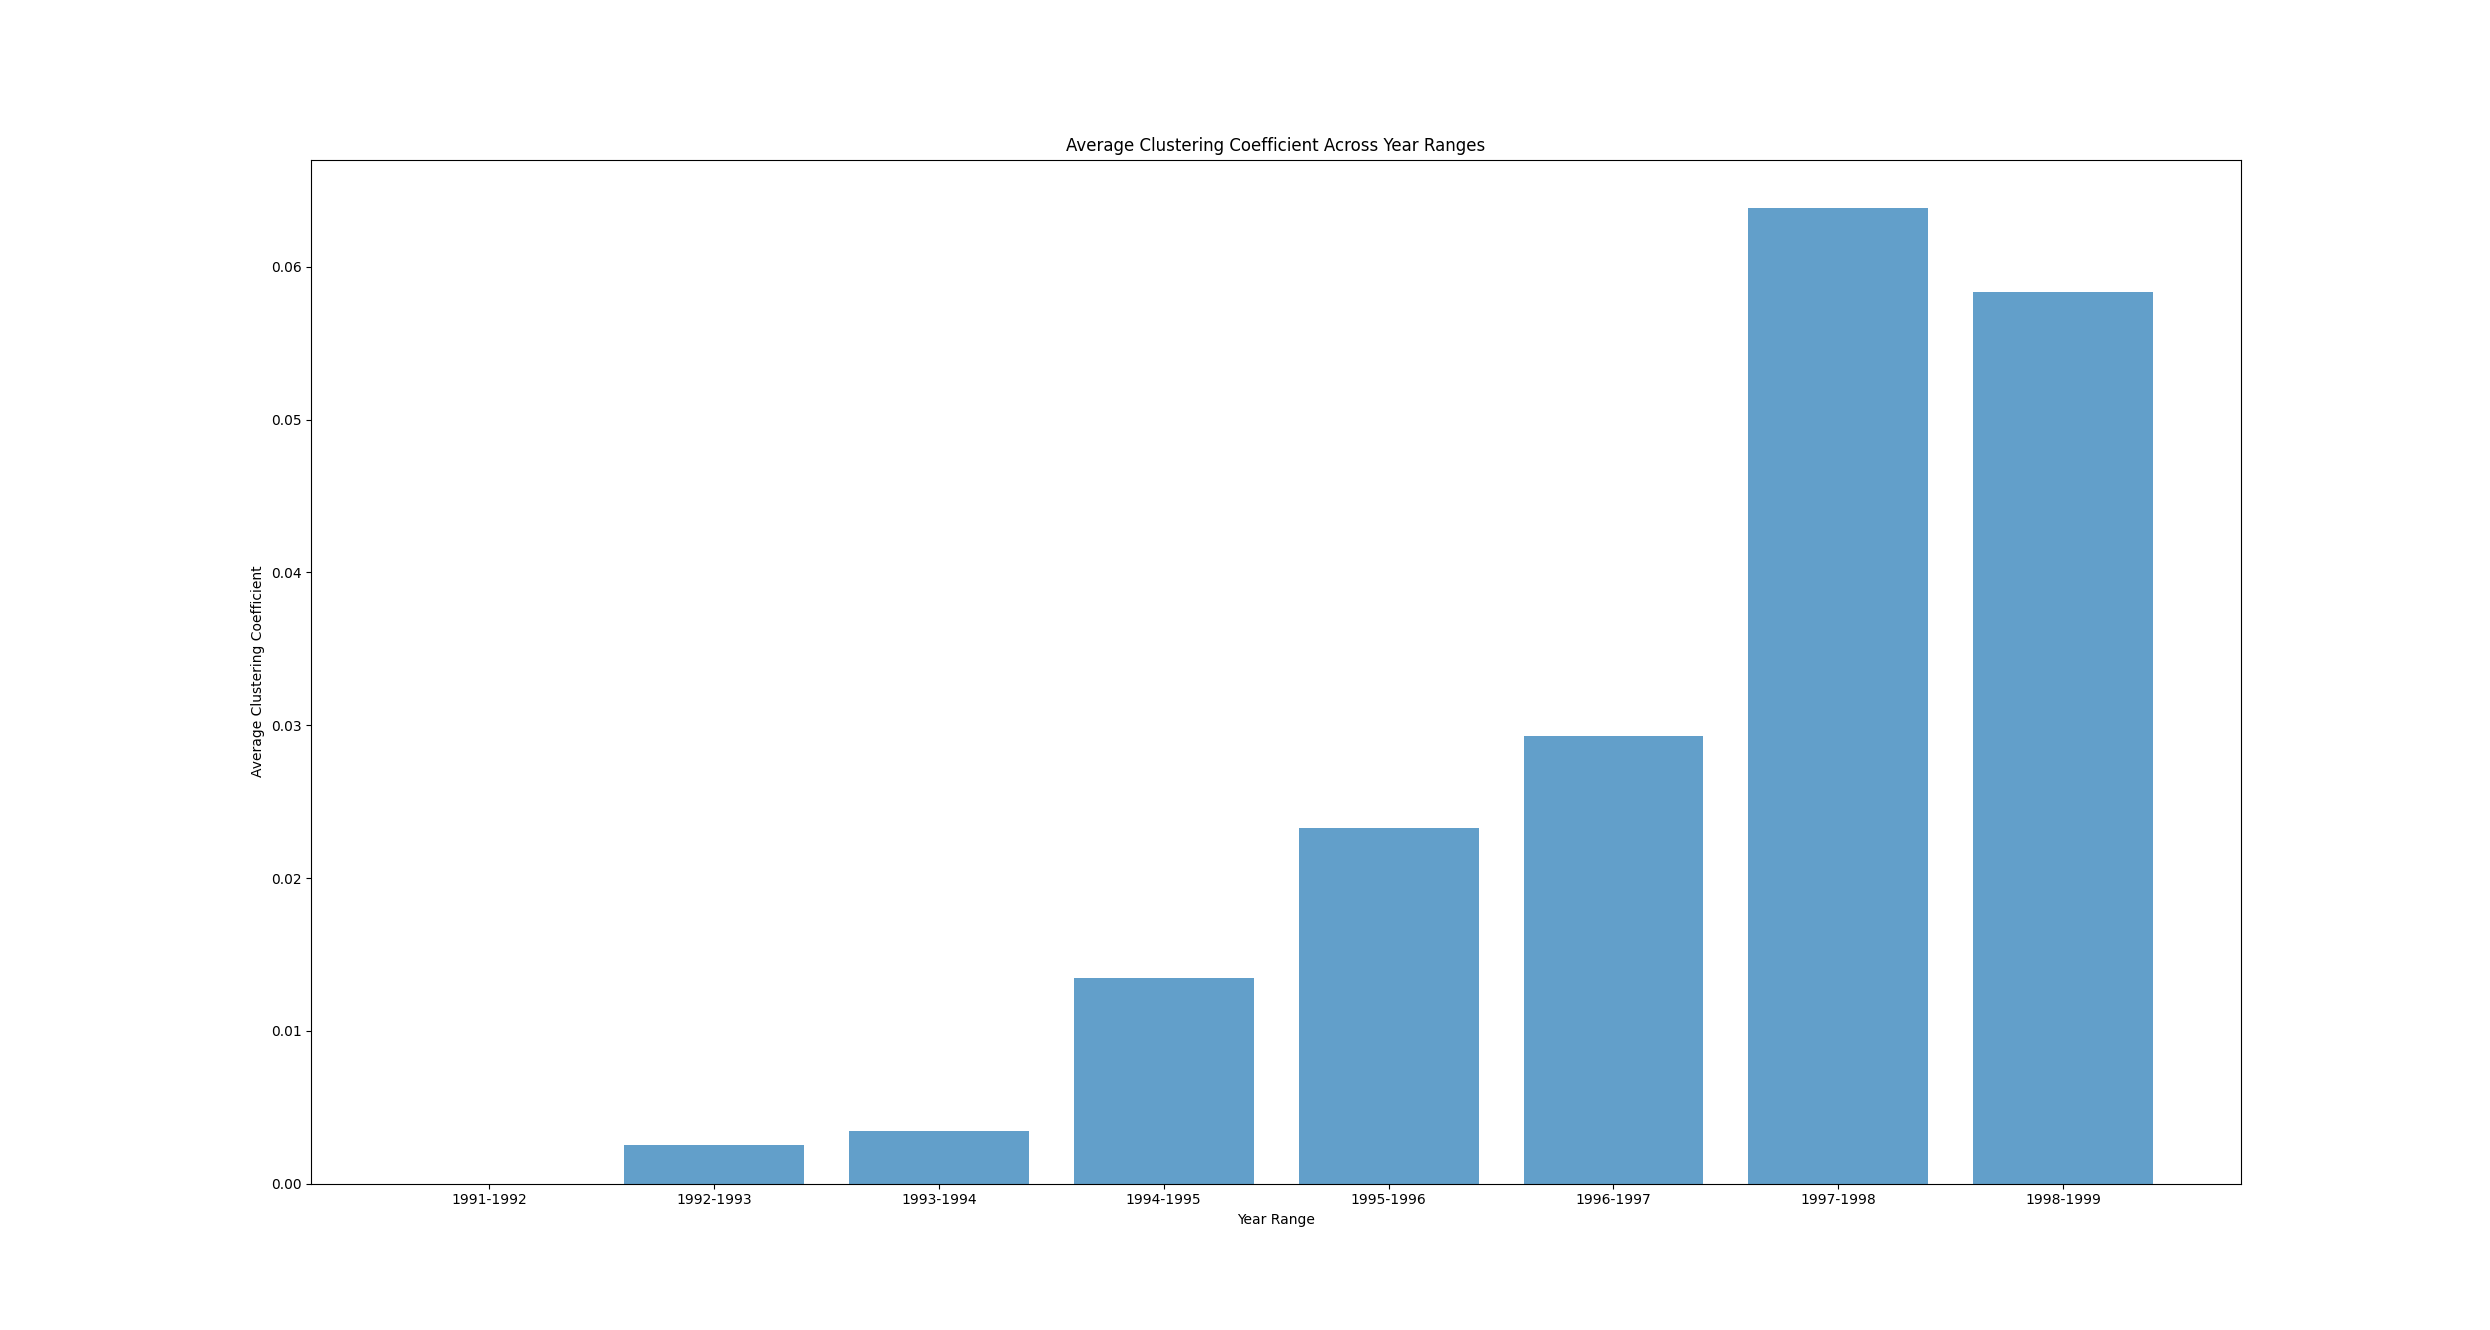 Average Clustering Coefficient Across Year Ranges
Average Clustering Coefficient
0.06
0.05
0.04
0.03
0.02
0.01
0.00
1991-1992 1992-1993 1993-1994 1994-1995 1995-1996 1996-1997 1997-1998 1998-1999
Year Range